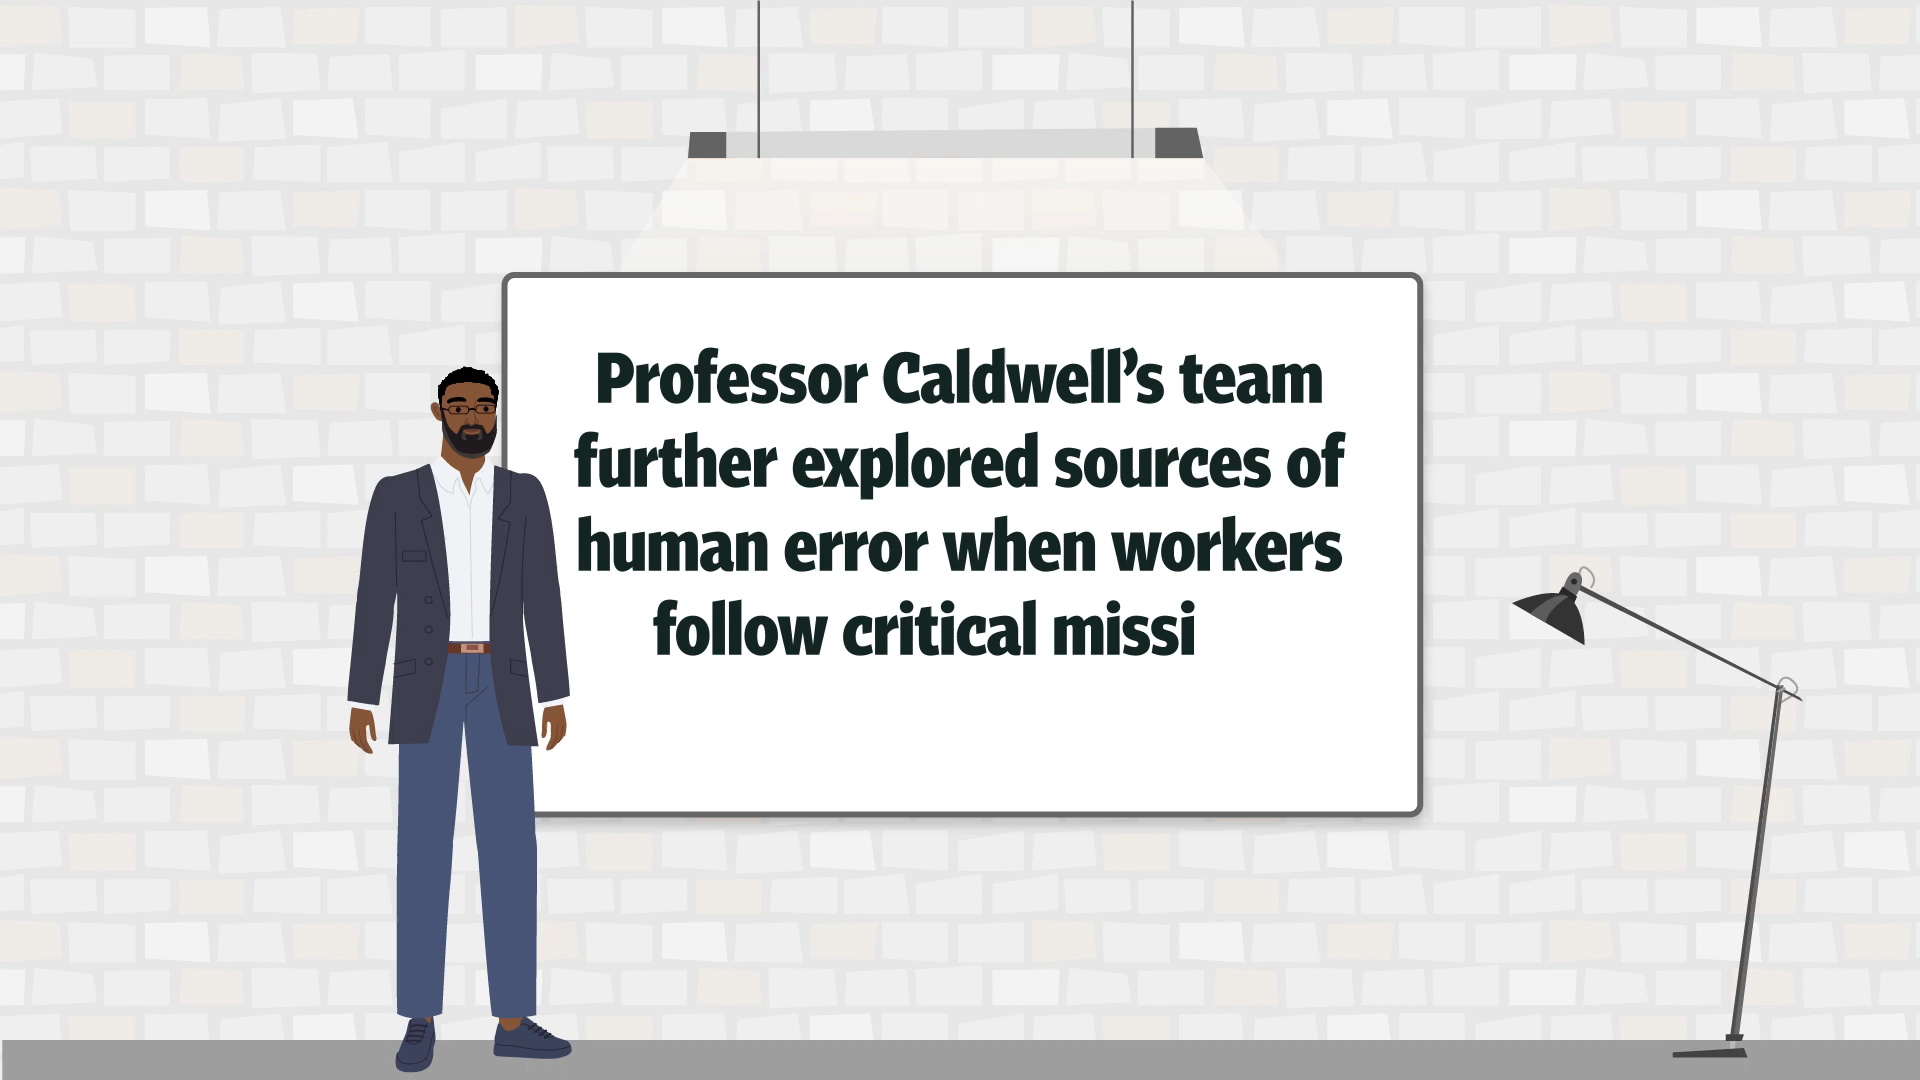 Professor Caldwell’s team
further explored sources of
human error when workers
follow critical missi